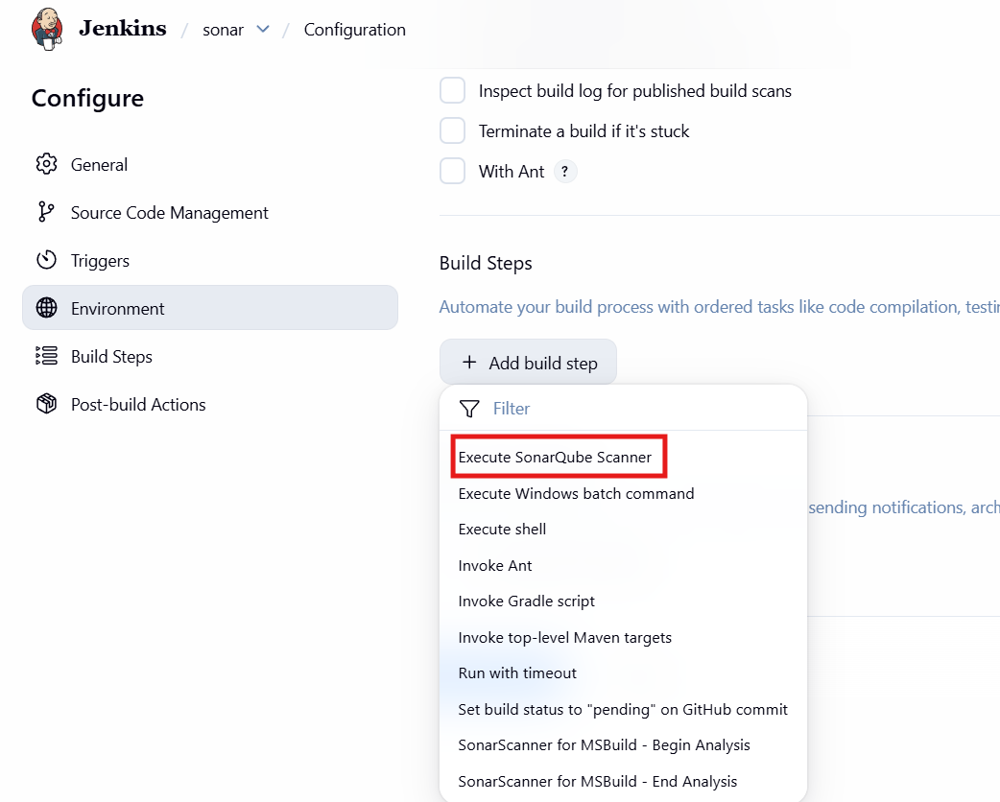 Jenkins / sonar / Configuration
Configure
General
Source Code Management
Triggers
Environment
Build Steps
Post-build Actions
Inspect build log for published build scans
Terminate a build if it's stuck
With Ant ?
Build Steps
Automate your build process with ordered tasks like code compilation,
+ Add build step
Filter
Execute SonarQube Scanner
Execute Windows batch command
sending notifications,
Execute shell
Invoke Ant
Invoke Gradle script
Invoke top-level Maven targets
Run with timeout
Set build status to "pending" on GitHub commit
SonarScanner for MSBuild - Begin Analysis
SonarScanner for MSBuild - End Analysis